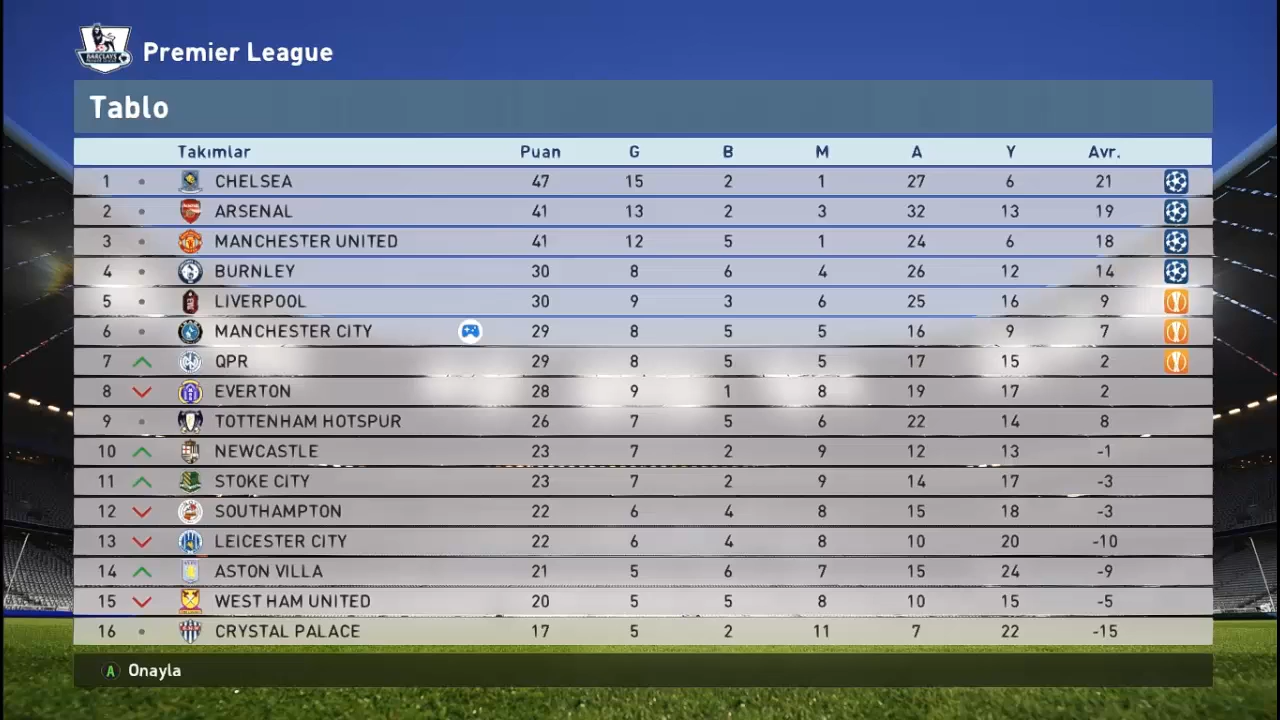 Premier League
Tablo
Takımlar Puan G B M A Y Avr.
1 CHELSEA 47 15 2 1 27 6 21
2 ARSENAL 41 13 2 3 32 13 19
3 MANCHESTER UNITED 41 12 5 1 24 6 18
4 BURNLEY 30 8 6 4 26 12 14
5 LIVERPOOL 30 9 3 6 25 16 9
6 MANCHESTER CITY 29 8 5 5 16 9 7
7 QPR 29 8 5 5 17 15 2
8 EVERTON 28 9 1 8 19 17 2
9 TOTTENHAM HOTSPUR 26 7 5 6 22 14 8
10 NEWCASTLE 23 7 2 9 12 13 -1
11 STOKE CITY 23 7 2 9 14 17 -3
12 SOUTHAMPTON 22 6 4 8 15 18 -3
13 LEICESTER CITY 22 6 4 8 10 20 -10
14 ASTON VILLA 21 5 6 7 15 24 -9
15 WEST HAM UNITED 20 5 5 8 10 15 -5
16 CRYSTAL PALACE 17 5 2 11 7 22 -15
A Onayla